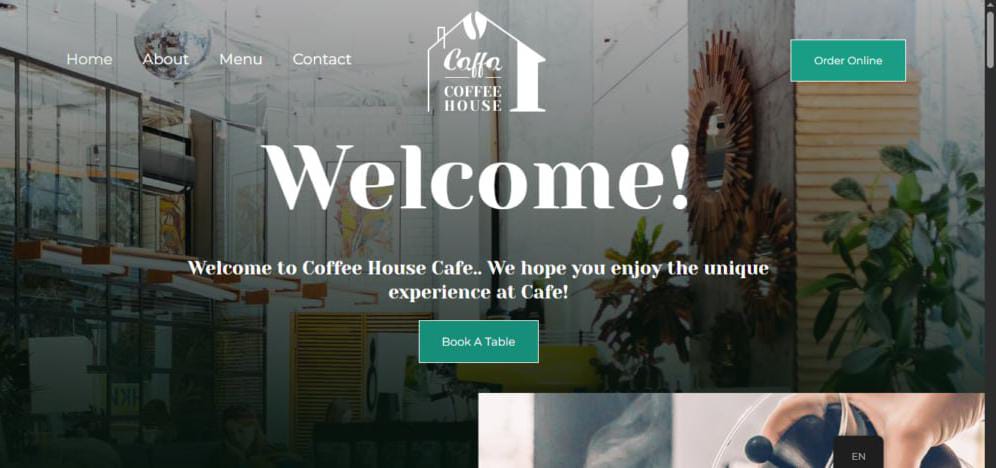 Home About Menu Contact
Caffa
COFFEE
HOUSE
Order Online
Welcome!
Welcome to Coffee House Cafe.. We hope you enjoy the unique
experience at Cafe!
Book A Table
EN